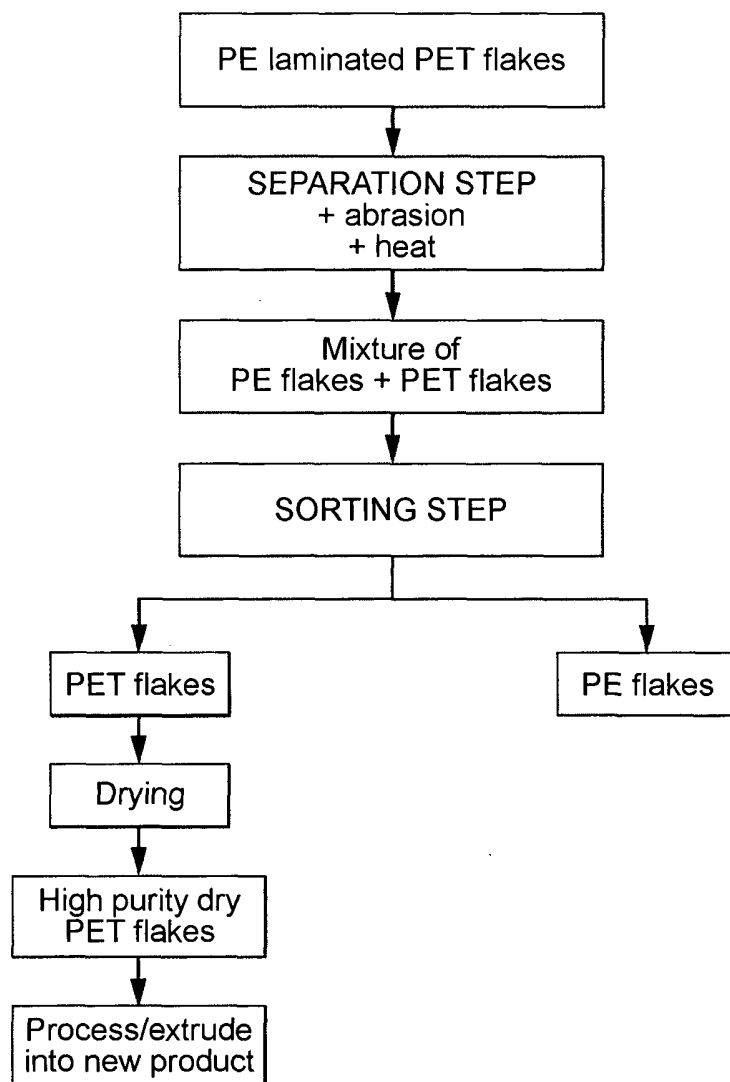 PE laminated PET flakes
SEPARATION STEP
+ abrasion
+ heat
Mixture of
PE flakes + PET flakes
SORTING STEP
PET flakes
PE flakes
Drying
High purity dry
PET flakes
Process/extrude
into new product